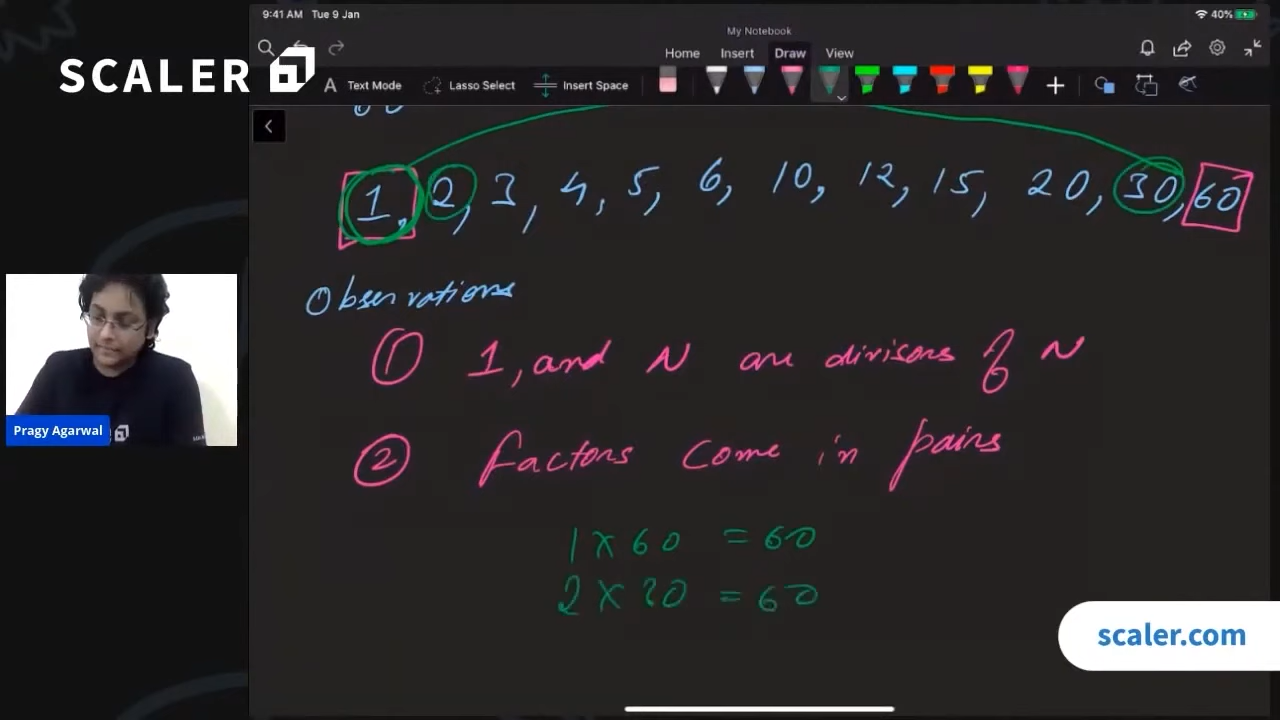 9:41 AM Tue 9 Jan
40%
My Notebook
Home Insert Draw View
SCALER
Text Mode Lasso Select Insert Space
60
1, 2, 3, 4, 5, 6, 10, 12, 15, 20, 30, 60
Observations
① 1, and N are divisors of N
② factors come in pairs
1 x 60 = 60
2 x 30 = 60
Pragy Agarwal
scaler.com